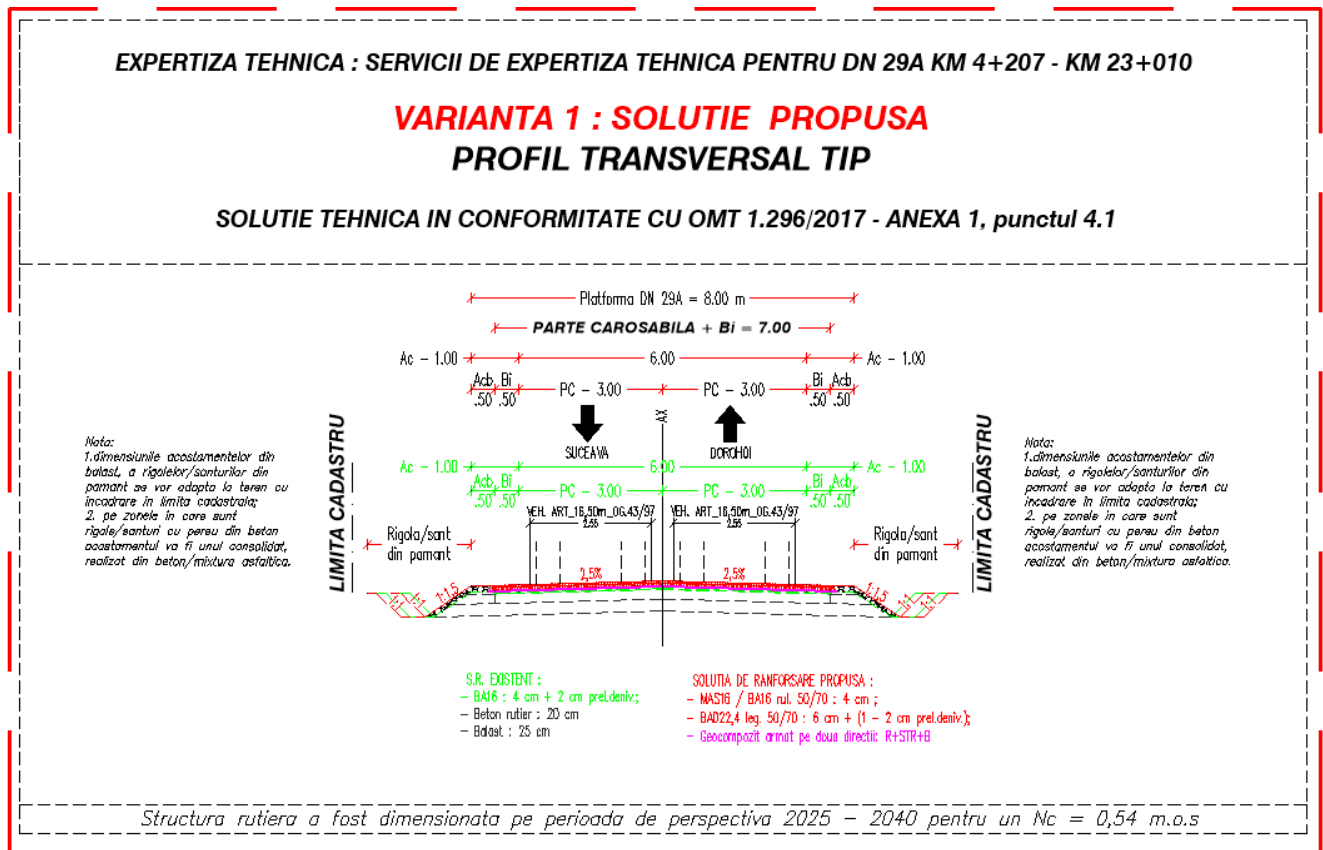 EXPERTIZA TEHNICA : SERVICII DE EXPERTIZA TEHNICA PENTRU DN 29A KM 4+207 - KM 23+010
VARIANTA 1 : SOLUTIE PROPUSA
PROFIL TRANSVERSAL TIP
SOLUTIE TEHNICA IN CONFORMITATE CU OMT 1.296/2017 - ANEXA 1, punctul 4.1
Platforma DN 29A = 8.00 m
PARTE CAROSABILA + Bi = 7.00
Ac - 1.00 6.00 Ac - 1.00
Acb Bi PC - 3.00 PC - 3.00 Bi Acb
.50 .50 .50 .50
AX
SUCEAVA DOROHOI
Ac - 1.00 6.00 Ac - 1.00
Acb Bi PC - 3.00 PC - 3.00 Bi Acb
.50 .50 .50 .50
VEH. ART_16,50m_OG.43/97 VEH. ART_16,50m_OG.43/97
2.55 2.55
LIMITA CADASTRU
LIMITA CADASTRU
Nota:
1.dimensiunile acostamentelor din
balast, a rigolelor/santurilor din
pamant se vor adapta la teren cu
incadrare in limita cadastrala;
2. pe zonele in care sunt
rigole/santuri cu pereu din beton
acostamentul va fi unul consolidat,
realizat din beton/mixtura asfaltica.
Rigola/sant
din pamant
Rigola/sant
din pamant
Nota:
1.dimensiunile acostamentelor din
balast, a rigolelor/santurilor din
pamant se vor adapta la teren cu
incadrare in limita cadastrala;
2. pe zonele in care sunt
rigole/santuri cu pereu din beton
acostamentul va fi unul consolidat,
realizat din beton/mixtura asfaltica.
2,5% 2,5%
1:1 1:1,5 1:1,5 1:1
S.R. EXISTENT :
- BA16 : 4 cm + 2 cm prel.deniv.;
- Beton rutier : 20 cm
- Balast : 25 cm
SOLUTIA DE RANFORSARE PROPUSA :
- MAS16 / BA16 rul. 50/70 : 4 cm ;
- BAD22,4 leg. 50/70 : 6 cm + (1 - 2 cm prel.deniv.);
- Geocompozit armat pe doua directii: R+STR+B
Structura rutiera a fost dimensionata pe perioada de perspectiva 2025 - 2040 pentru un Nc = 0,54 m.o.s